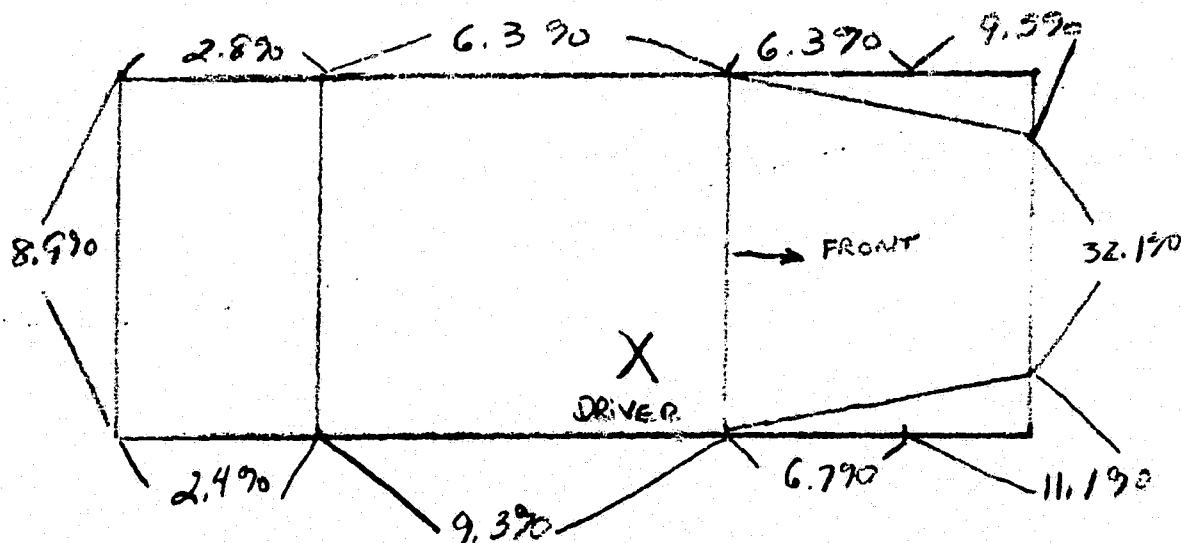 2.8% 6.3% 6.3% 9.3%
8.9% FRONT 32.1%
X
DRIVER
2.4% 6.7% 11.1%
9.3%